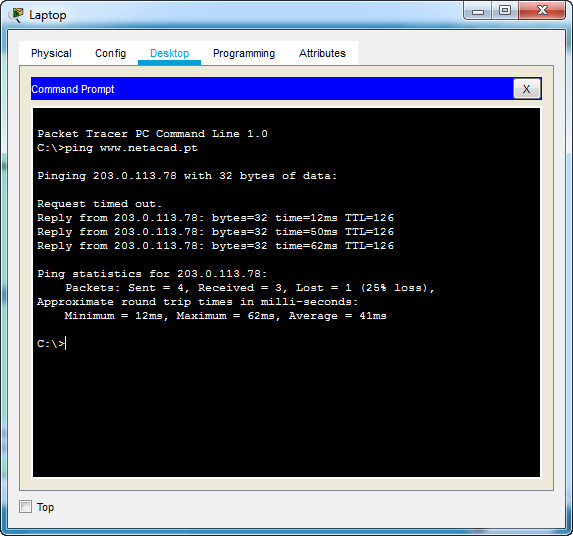 Laptop
Physical Config Desktop Programming Attributes
Command Prompt
X
Packet Tracer PC Command Line 1.0
C:\>ping www.netacad.pt
Pinging 203.0.113.78 with 32 bytes of data:
Request timed out.
Reply from 203.0.113.78: bytes=32 time=12ms TTL=126
Reply from 203.0.113.78: bytes=32 time=50ms TTL=126
Reply from 203.0.113.78: bytes=32 time=62ms TTL=126
Ping statistics for 203.0.113.78:
Packets: Sent = 4, Received = 3, Lost = 1 (25% loss),
Approximate round trip times in milli-seconds:
Minimum = 12ms, Maximum = 62ms, Average = 41ms
C:\>
Top